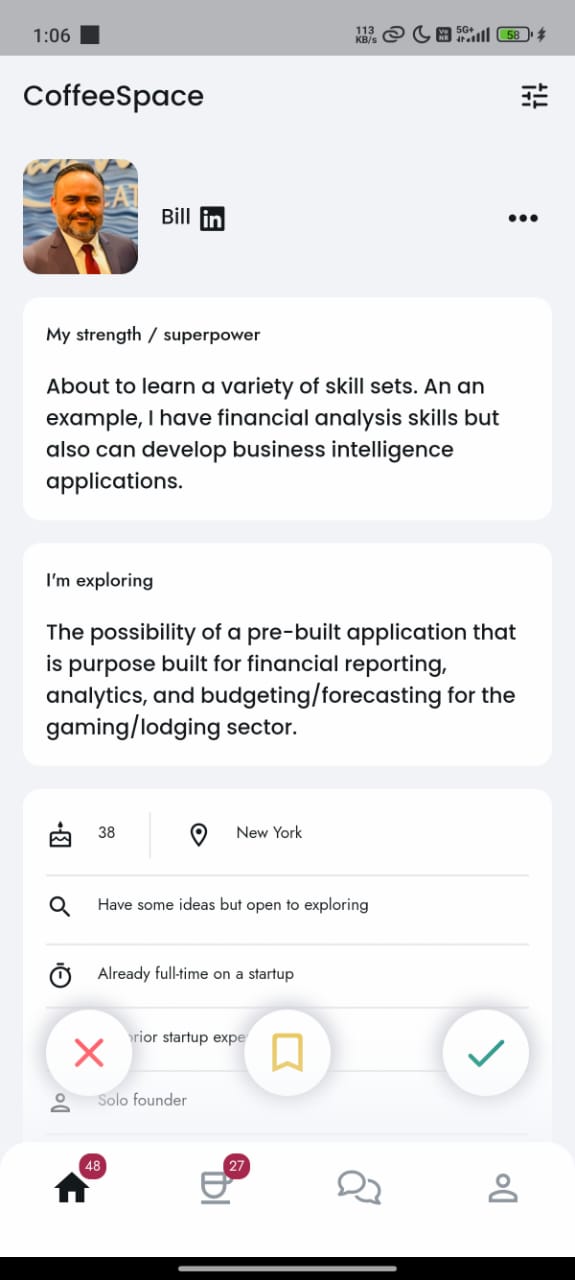 1:06
113
KB/s
5G+
58
CoffeeSpace
Bill in
My strength / superpower
About to learn a variety of skill sets. An an
example, I have financial analysis skills but
also can develop business intelligence
applications.
I'm exploring
The possibility of a pre-built application that
is purpose built for financial reporting,
analytics, and budgeting/forecasting for the
gaming/lodging sector.
38
New York
Have some ideas but open to exploring
Already full-time on a startup
startup
Solo founder
48
27